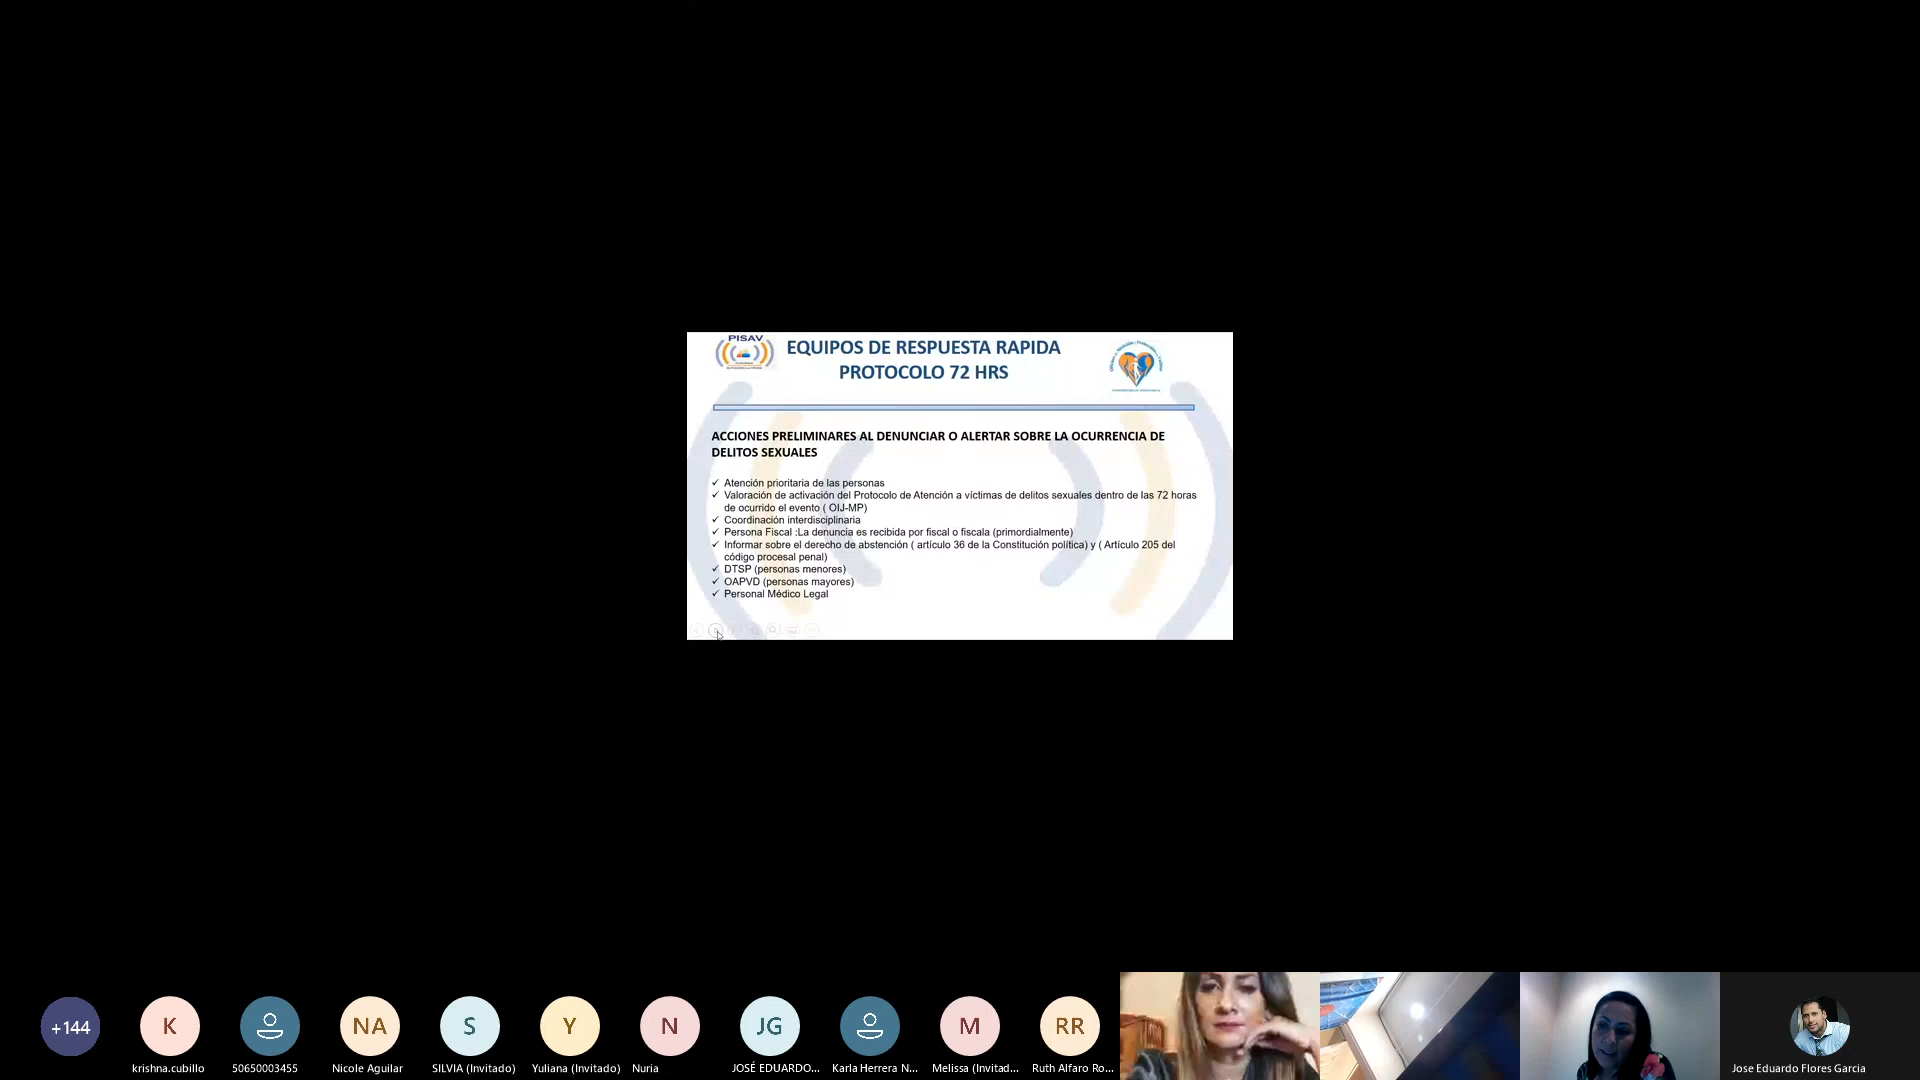 PISAV
EQUIPOS DE RESPUESTA RAPIDA
PROTOCOLO 72 HRS
ACCIONES PRELIMINARES AL DENUNCIAR O ALERTAR SOBRE LA OCURRENCIA DE
DELITOS SEXUALES
✓ Atención prioritaria de las personas
✓ Valoración de activación del Protocolo de Atención a víctimas de delitos sexuales dentro de las 72 horas
de ocurrido el evento ( OIJ-MP)
✓ Coordinación interdisciplinaria
✓ Persona Fiscal :La denuncia es recibida por fiscal o fiscala (primordialmente)
✓ Informar sobre el derecho de abstención ( artículo 36 de la Constitución política) y ( Artículo 205 del
código procesal penal)
✓ DTSP (personas menores)
✓ OAPVD (personas mayores)
✓ Personal Médico Legal
+144
K
NA
S
Y
N
JG
M
RR
krishna.cubillo
50650003455
Nicole Aguilar
SILVIA (Invitado)
Yuliana (Invitado)
Nuria
JOSÉ EDUARDO...
Karla Herrera N...
Melissa (Invitad...
Ruth Alfaro Ro...
Jose Eduardo Flores Garcia